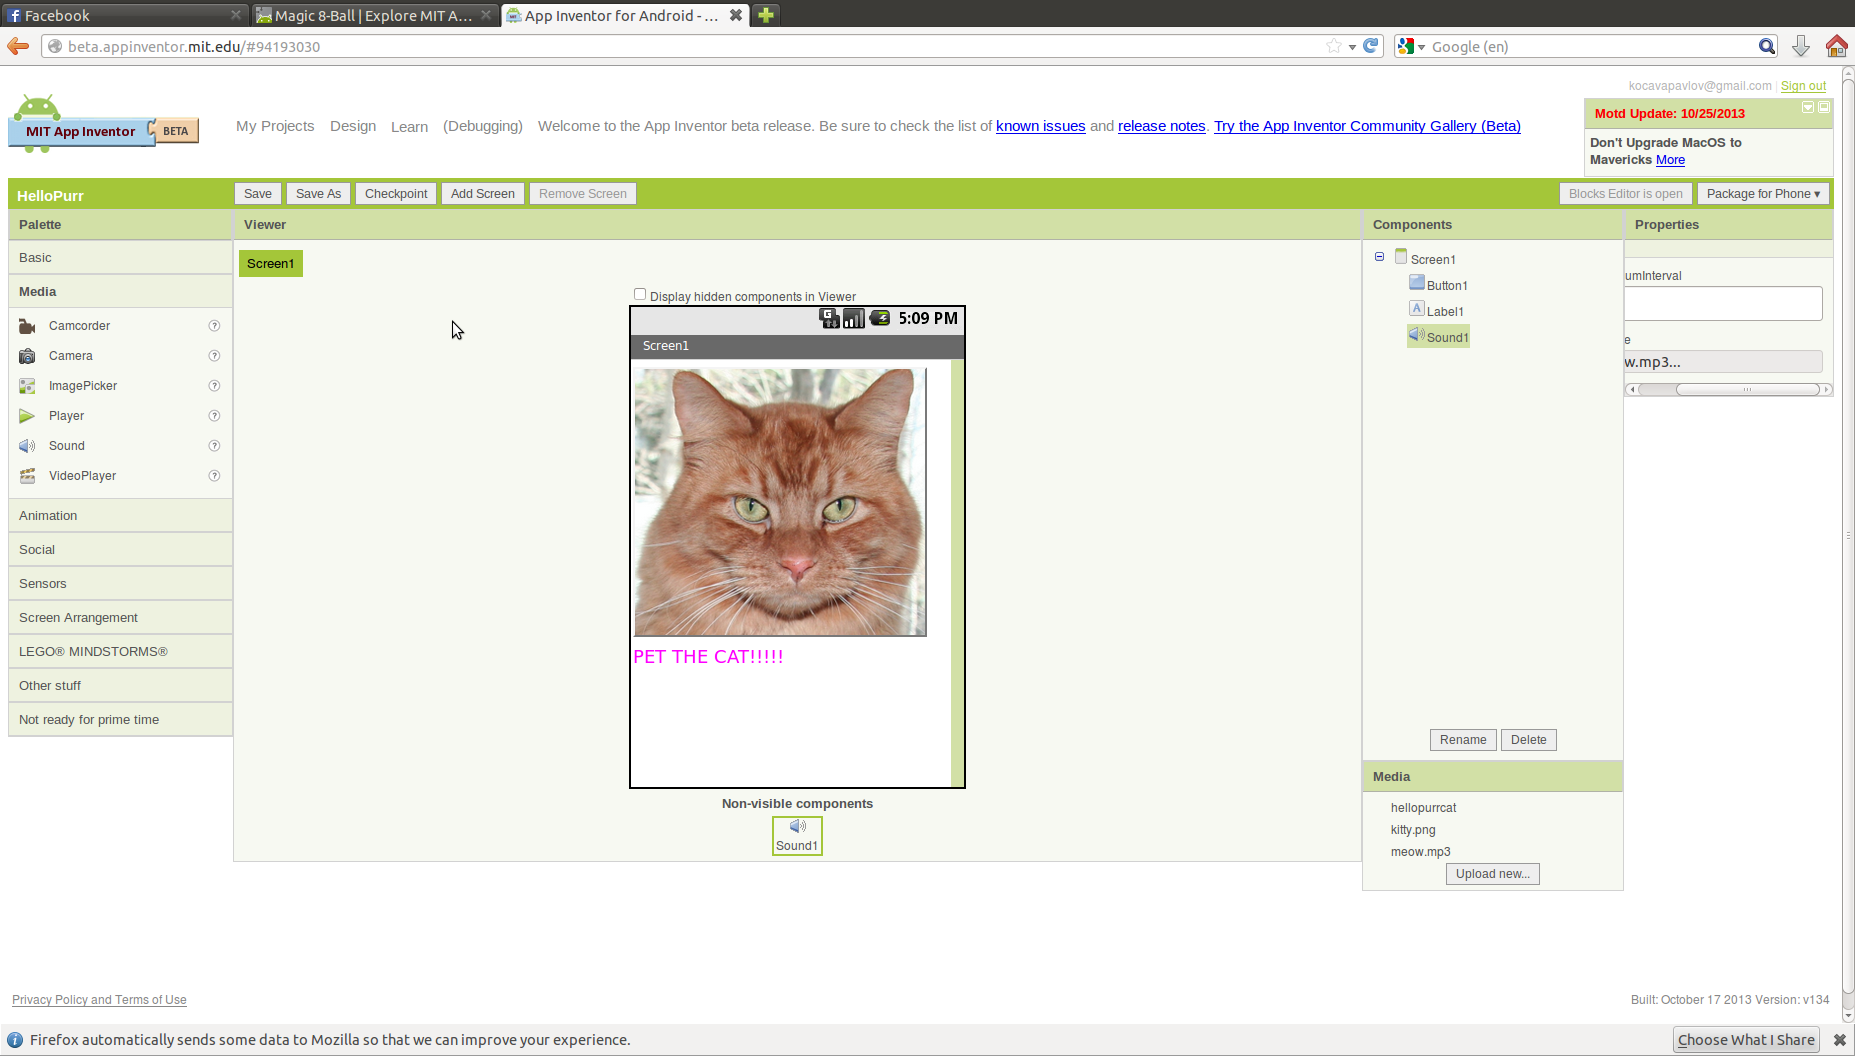 Facebook
Magic 8-Ball | Explore MIT A...
App Inventor for Android - ...
beta.appinventor.mit.edu/#94193030
Google (en)
kocavapavlov@gmail.com | Sign out
MIT App Inventor BETA
My Projects Design Learn (Debugging) Welcome to the App Inventor beta release. Be sure to check the list of known issues and release notes. Try the App Inventor Community Gallery (Beta)
Motd Update: 10/25/2013
Don't Upgrade MacOS to
Mavericks More
HelloPurr
Save Save As Checkpoint Add Screen Remove Screen Blocks Editor is open Package for Phone ▾
Palette
Basic
Media
Camcorder ?
Camera ?
ImagePicker ?
Player ?
Sound ?
VideoPlayer ?
Animation
Social
Sensors
Screen Arrangement
LEGO® MINDSTORMS®
Other stuff
Not ready for prime time
Viewer
Screen1
Display hidden components in Viewer
5:09 PM
Screen1
PET THE CAT!!!!!
Non-visible components
Sound1
Components
Screen1
Button1
Label1
Sound1
Rename Delete
Media
hellopurrcat
kitty.png
meow.mp3
Upload new...
Properties
umInterval
e
w.mp3...
Privacy Policy and Terms of Use
Built: October 17 2013 Version: v134
Firefox automatically sends some data to Mozilla so that we can improve your experience.
Choose What I Share